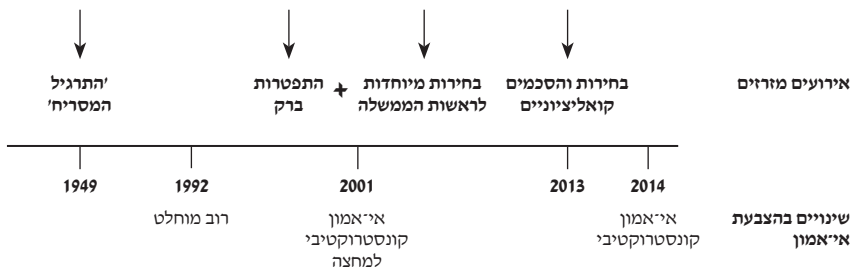 אירועים מזרזים
'התרגיל
המסריח'
התפטרות
ברק
+
בחירות מיוחדות
לראשות הממשלה
בחירות והסכמים
קואליציוניים
1949
1992
2001
2013
2014
שינויים בהצבעת
אי־אמון
רוב מוחלט
אי־אמון
קונסטרוקטיבי
למחצה
אי־אמון
קונסטרוקטיבי